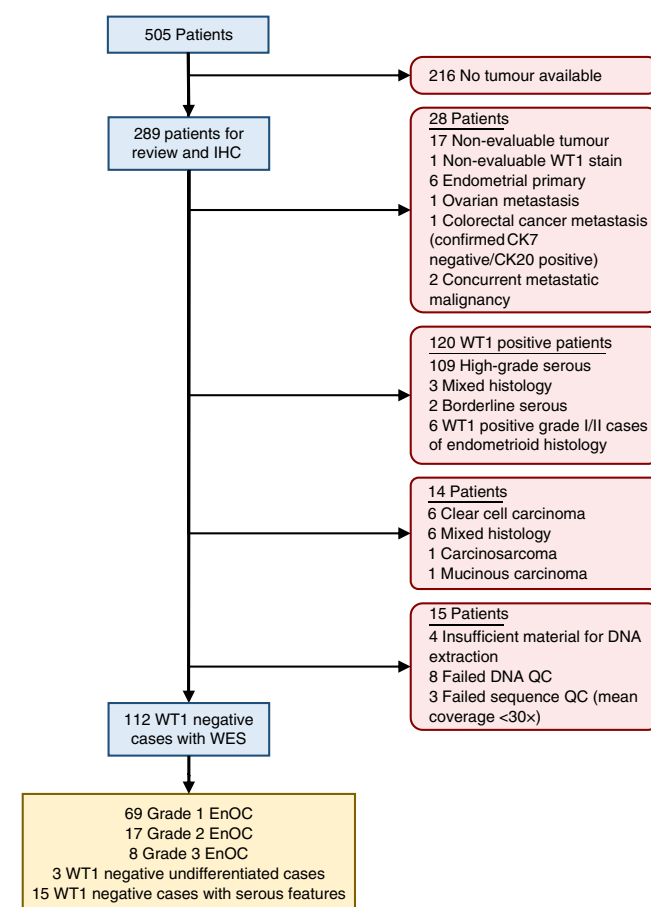 505 Patients
216 No tumour available
289 patients for
review and IHC
28 Patients
17 Non-evaluable tumour
1 Non-evaluable WT1 stain
6 Endometrial primary
1 Ovarian metastasis
1 Colorectal cancer metastasis
(confirmed CK7
negative/CK20 positive)
2 Concurrent metastatic
malignancy
120 WT1 positive patients
109 High-grade serous
3 Mixed histology
2 Borderline serous
6 WT1 positive grade I/II cases
of endometrioid histology
14 Patients
6 Clear cell carcinoma
6 Mixed histology
1 Carcinosarcoma
1 Mucinous carcinoma
15 Patients
4 Insufficient material for DNA
extraction
8 Failed DNA QC
3 Failed sequence QC (mean
coverage <30×)
112 WT1 negative
cases with WES
69 Grade 1 EnOC
17 Grade 2 EnOC
8 Grade 3 EnOC
3 WT1 negative undifferentiated cases
15 WT1 negative cases with serous features